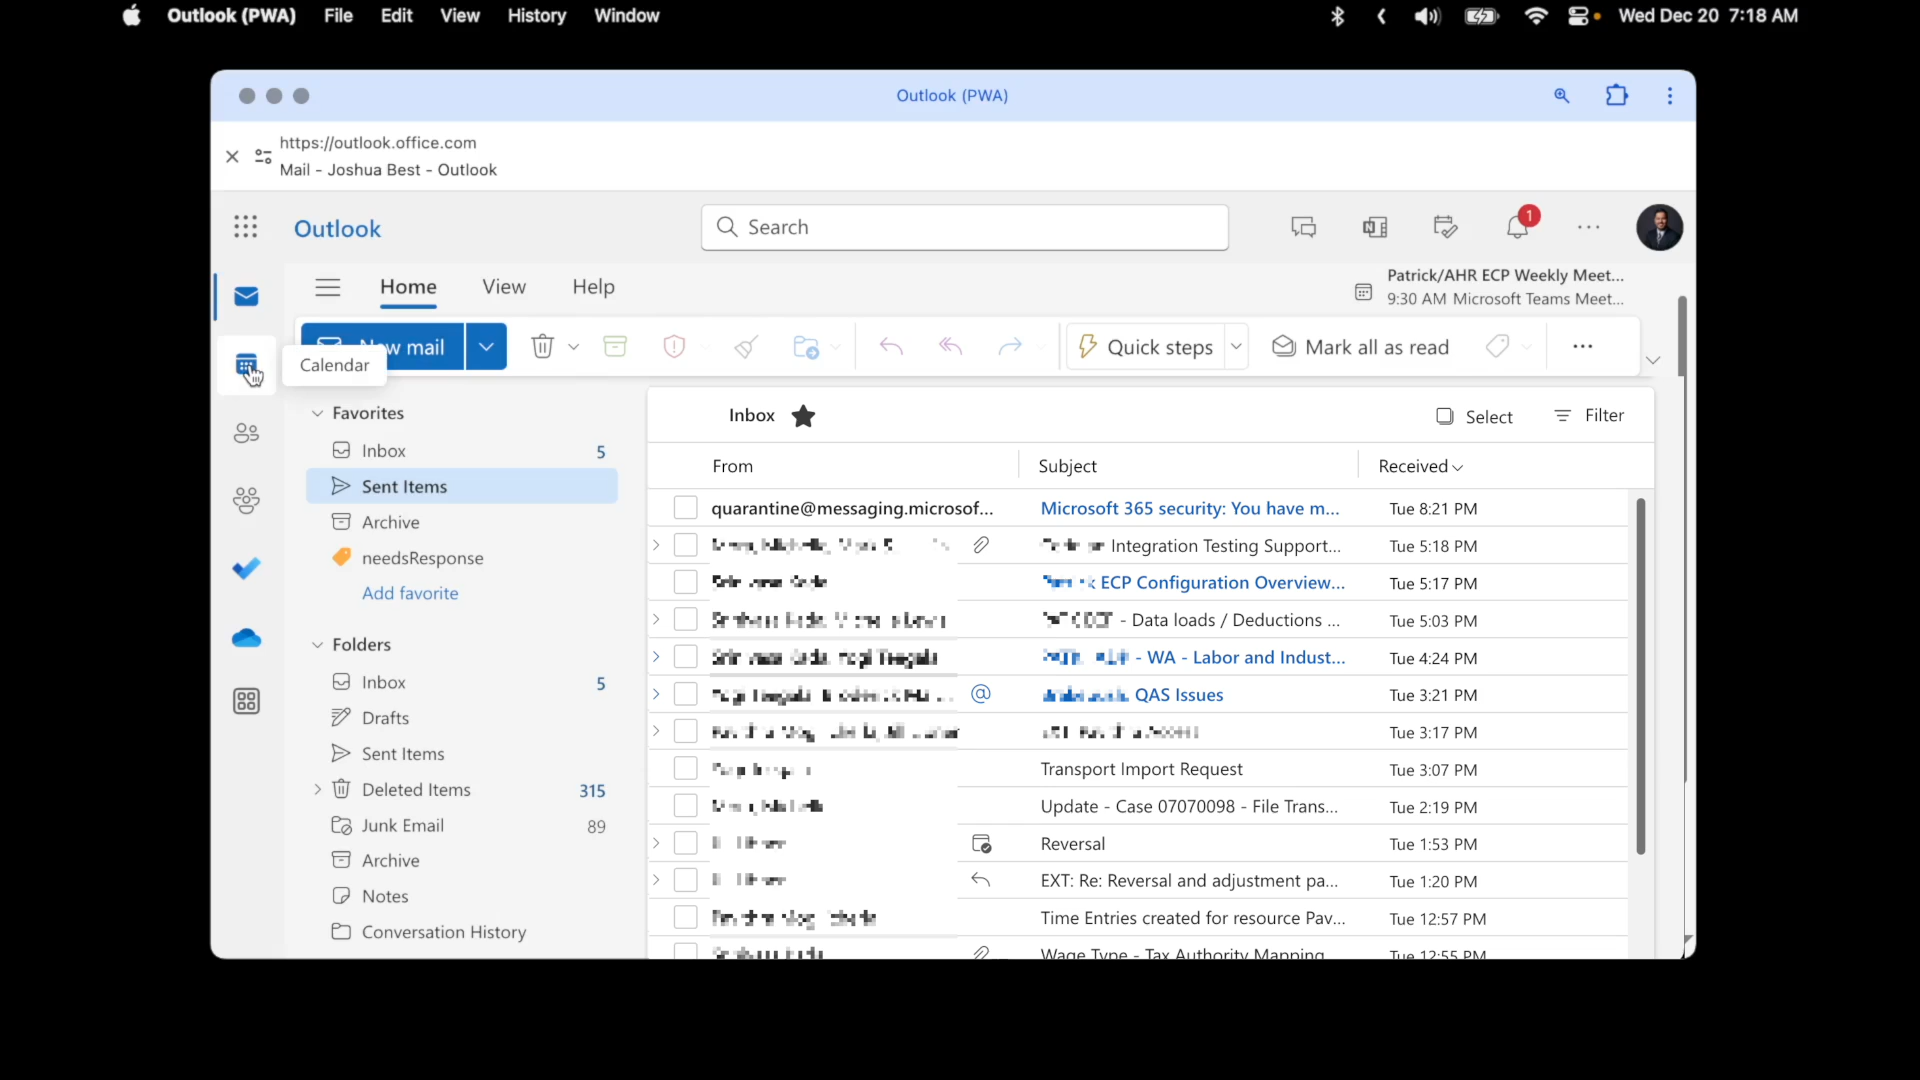 Outlook (PWA) File Edit View History Window Wed Dec 20 7:18 AM
Outlook (PWA)
https://outlook.office.com
Mail - Joshua Best - Outlook
Outlook
Search
1
Home View Help
Patrick/AHR ECP Weekly Meet...
9:30 AM Microsoft Teams Meet...
mail
Quick steps
Mark all as read
Calendar
Favorites
Inbox 5
Sent Items
Archive
needsResponse
Add favorite
Folders
Inbox 5
Drafts
Sent Items
Deleted Items 315
Junk Email 89
Archive
Notes
Conversation History
Inbox
Select
Filter
From Subject Received
quarantine@messaging.microsof... Microsoft 365 security: You have m... Tue 8:21 PM
Integration Testing Support... Tue 5:18 PM
ECP Configuration Overview... Tue 5:17 PM
- Data loads / Deductions ... Tue 5:03 PM
- WA - Labor and Indust... Tue 4:24 PM
QAS Issues Tue 3:21 PM
Tue 3:17 PM
Transport Import Request Tue 3:07 PM
Update - Case 07070098 - File Trans... Tue 2:19 PM
Reversal Tue 1:53 PM
EXT: Re: Reversal and adjustment pa... Tue 1:20 PM
Time Entries created for resource Pav... Tue 12:57 PM
Wage Type - Tax Authority Mapping Tue 12:55 PM